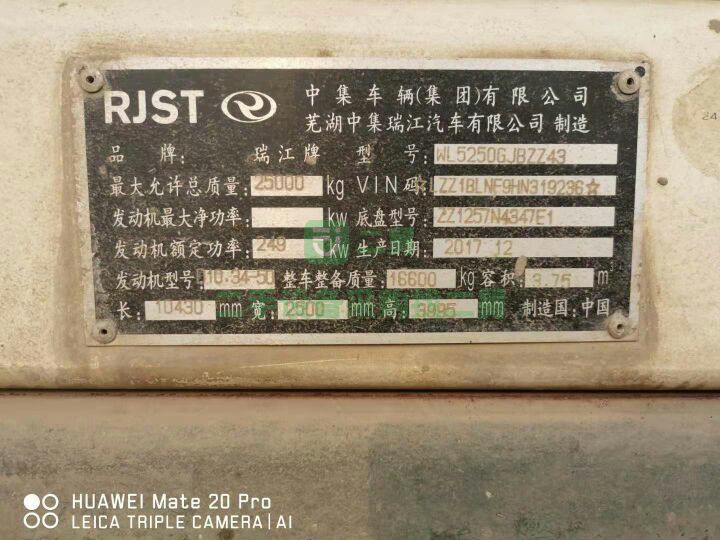 RJST 中集车辆(集团)有限公司
芜湖中集瑞江汽车有限公司 制造
品 牌: 瑞江牌 型 号: WL5250GJBZZ43
最大允许总质量: 25000 kg VIN码 ☆LZZ1BLNF9HN319236☆
发动机最大净功率: kw 底盘型号: ZZ1257N4347E1
发动机额定功率: 249 kw 生产日期: 2017 12
发动机型号: D10.34-50 整车整备质量: 16600 kg 容积: 3.75 m
长: 10430 mm 宽: 2500 mm 高: 3995 mm 制造国: 中国
24
HUAWEI Mate 20 Pro
LEICA TRIPLE CAMERA | AI